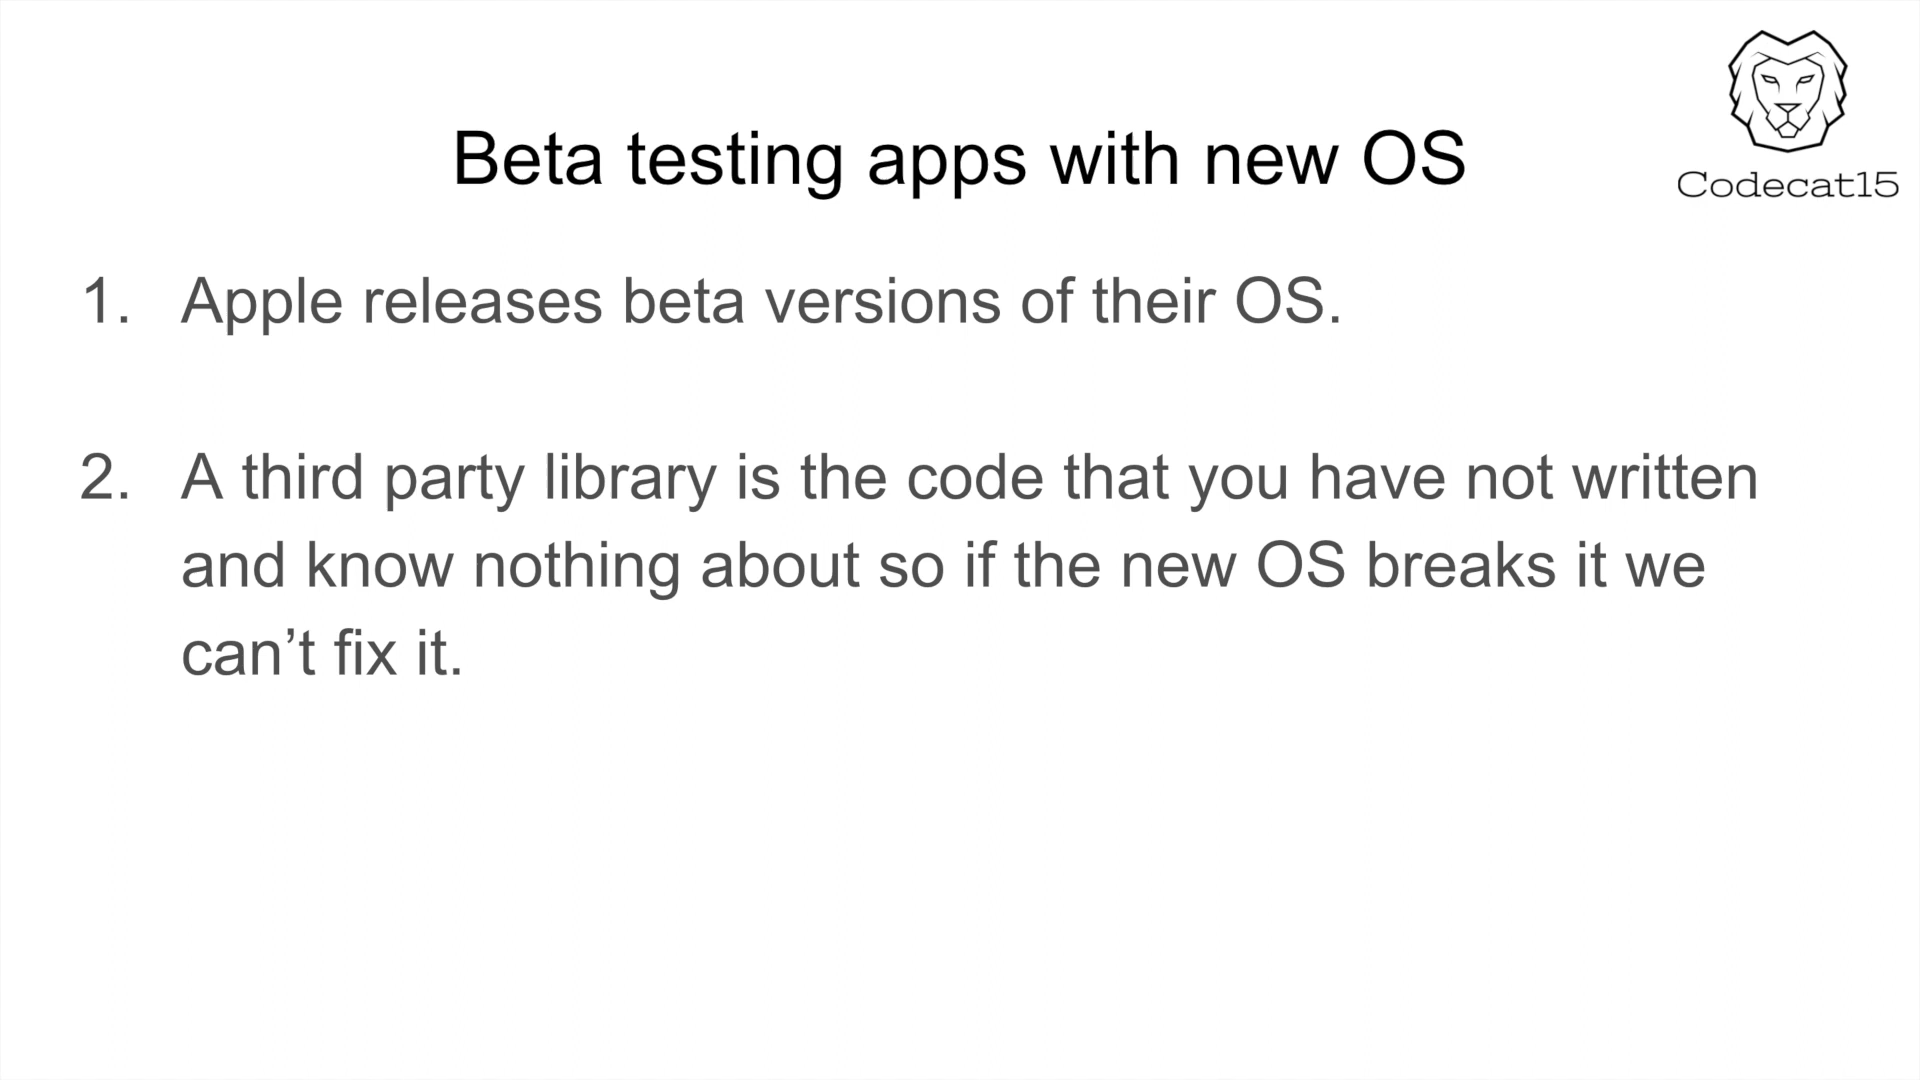 Codecat15
Beta testing apps with new OS
1. Apple releases beta versions of their OS.
2. A third party library is the code that you have not written
and know nothing about so if the new OS breaks it we
can’t fix it.